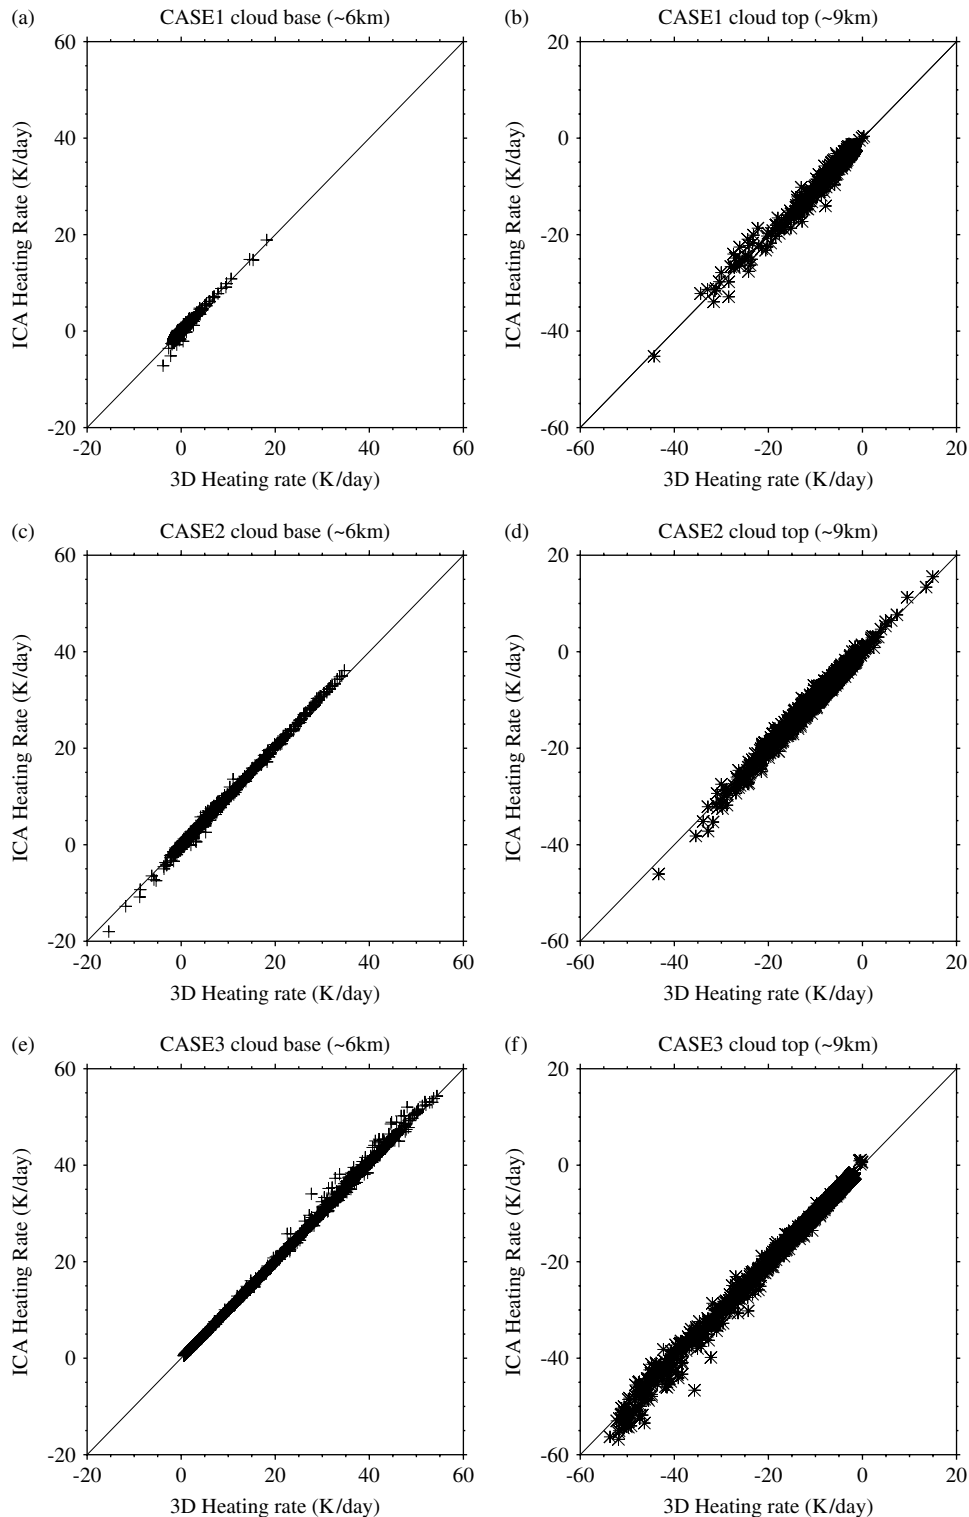 (a) CASE1 cloud base (~6km)
60
40
20
0
-20
-20 0 20 40 60
ICA Heating Rate (K/day)
3D Heating rate (K/day)
(b) CASE1 cloud top (~9km)
20
0
-20
-40
-60
-60 -40 -20 0 20
ICA Heating Rate (K/day)
3D Heating rate (K/day)
(c) CASE2 cloud base (~6km)
60
40
20
0
-20
-20 0 20 40 60
ICA Heating Rate (K/day)
3D Heating rate (K/day)
(d) CASE2 cloud top (~9km)
20
0
-20
-40
-60
-60 -40 -20 0 20
ICA Heating Rate (K/day)
3D Heating rate (K/day)
(e) CASE3 cloud base (~6km)
60
40
20
0
-20
-20 0 20 40 60
ICA Heating Rate (K/day)
3D Heating rate (K/day)
(f) CASE3 cloud top (~9km)
20
0
-20
-40
-60
-60 -40 -20 0 20
ICA Heating Rate (K/day)
3D Heating rate (K/day)